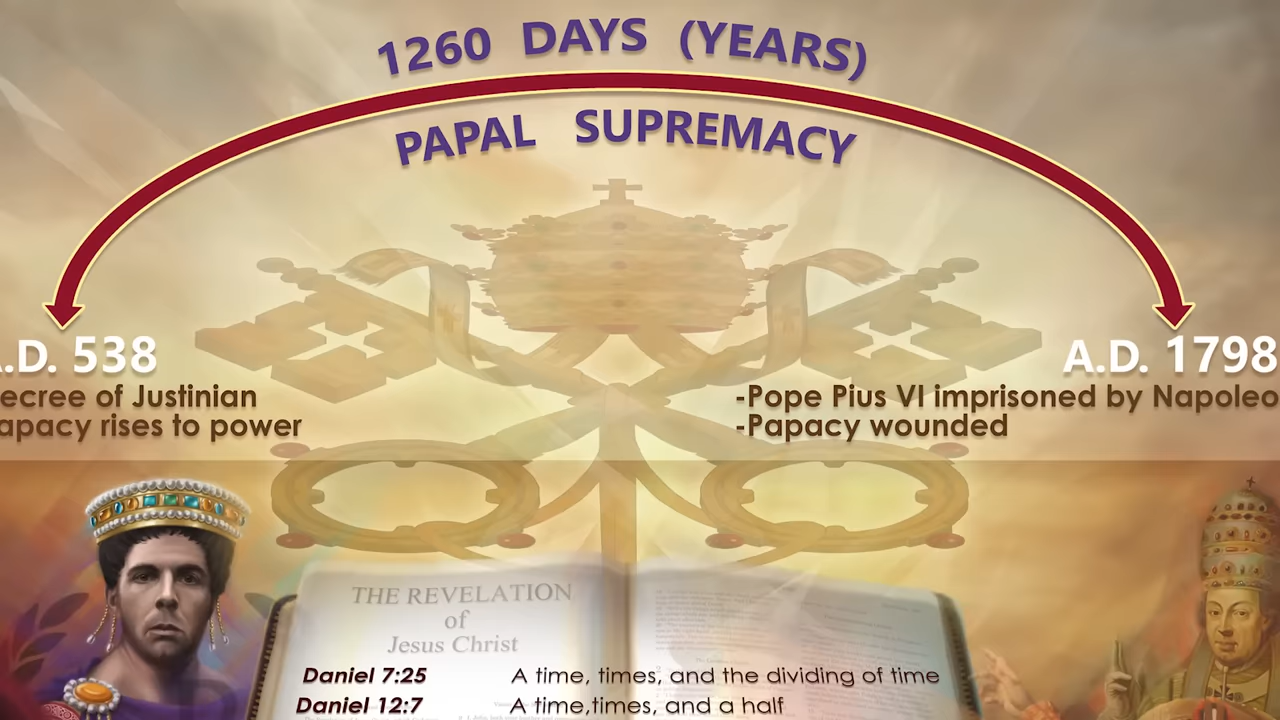 1260 DAYS (YEARS)
PAPAL SUPREMACY
.D. 538
ecree of Justinian
apacy rises to power
A.D. 1798
-Pope Pius VI imprisoned by Napoleo
-Papacy wounded
THE REVELATION
of
Jesus Christ
Daniel 7:25 A time, times, and the dividing of time
Daniel 12:7 A time,times, and a half